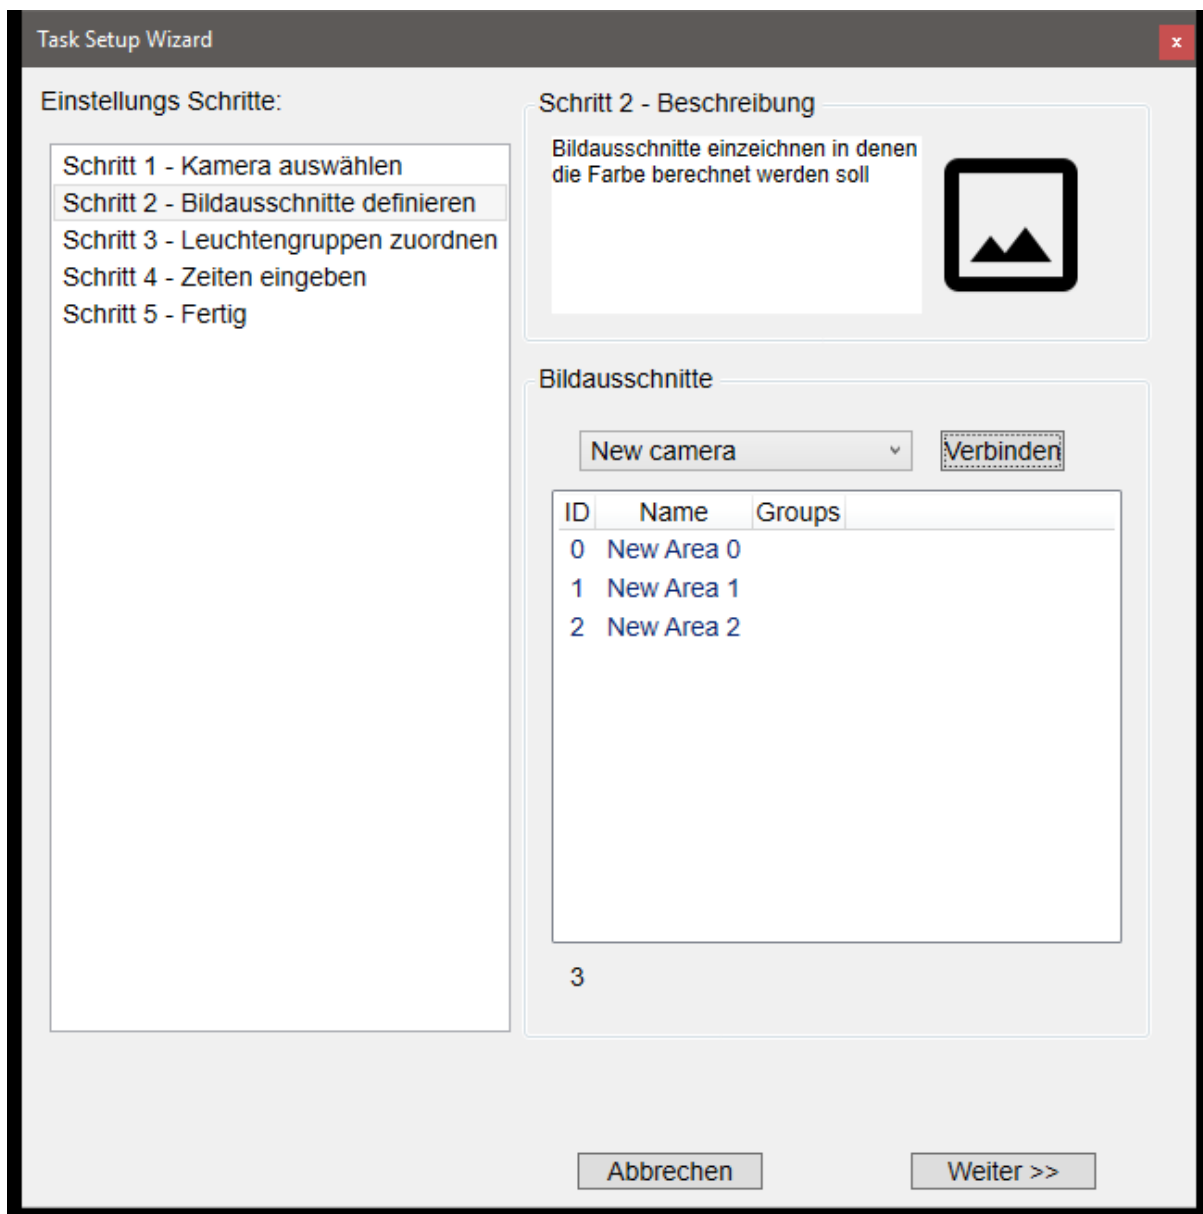 Task Setup Wizard
x
Einstellungs Schritte:
Schritt 1 - Kamera auswählen
Schritt 2 - Bildausschnitte definieren
Schritt 3 - Leuchtengruppen zuordnen
Schritt 4 - Zeiten eingeben
Schritt 5 - Fertig
Schritt 2 - Beschreibung
Bildausschnitte einzeichnen in denen
die Farbe berechnet werden soll
Bildausschnitte
New camera
Verbinden
ID Name Groups
0 New Area 0
1 New Area 1
2 New Area 2
3
Abbrechen
Weiter >>